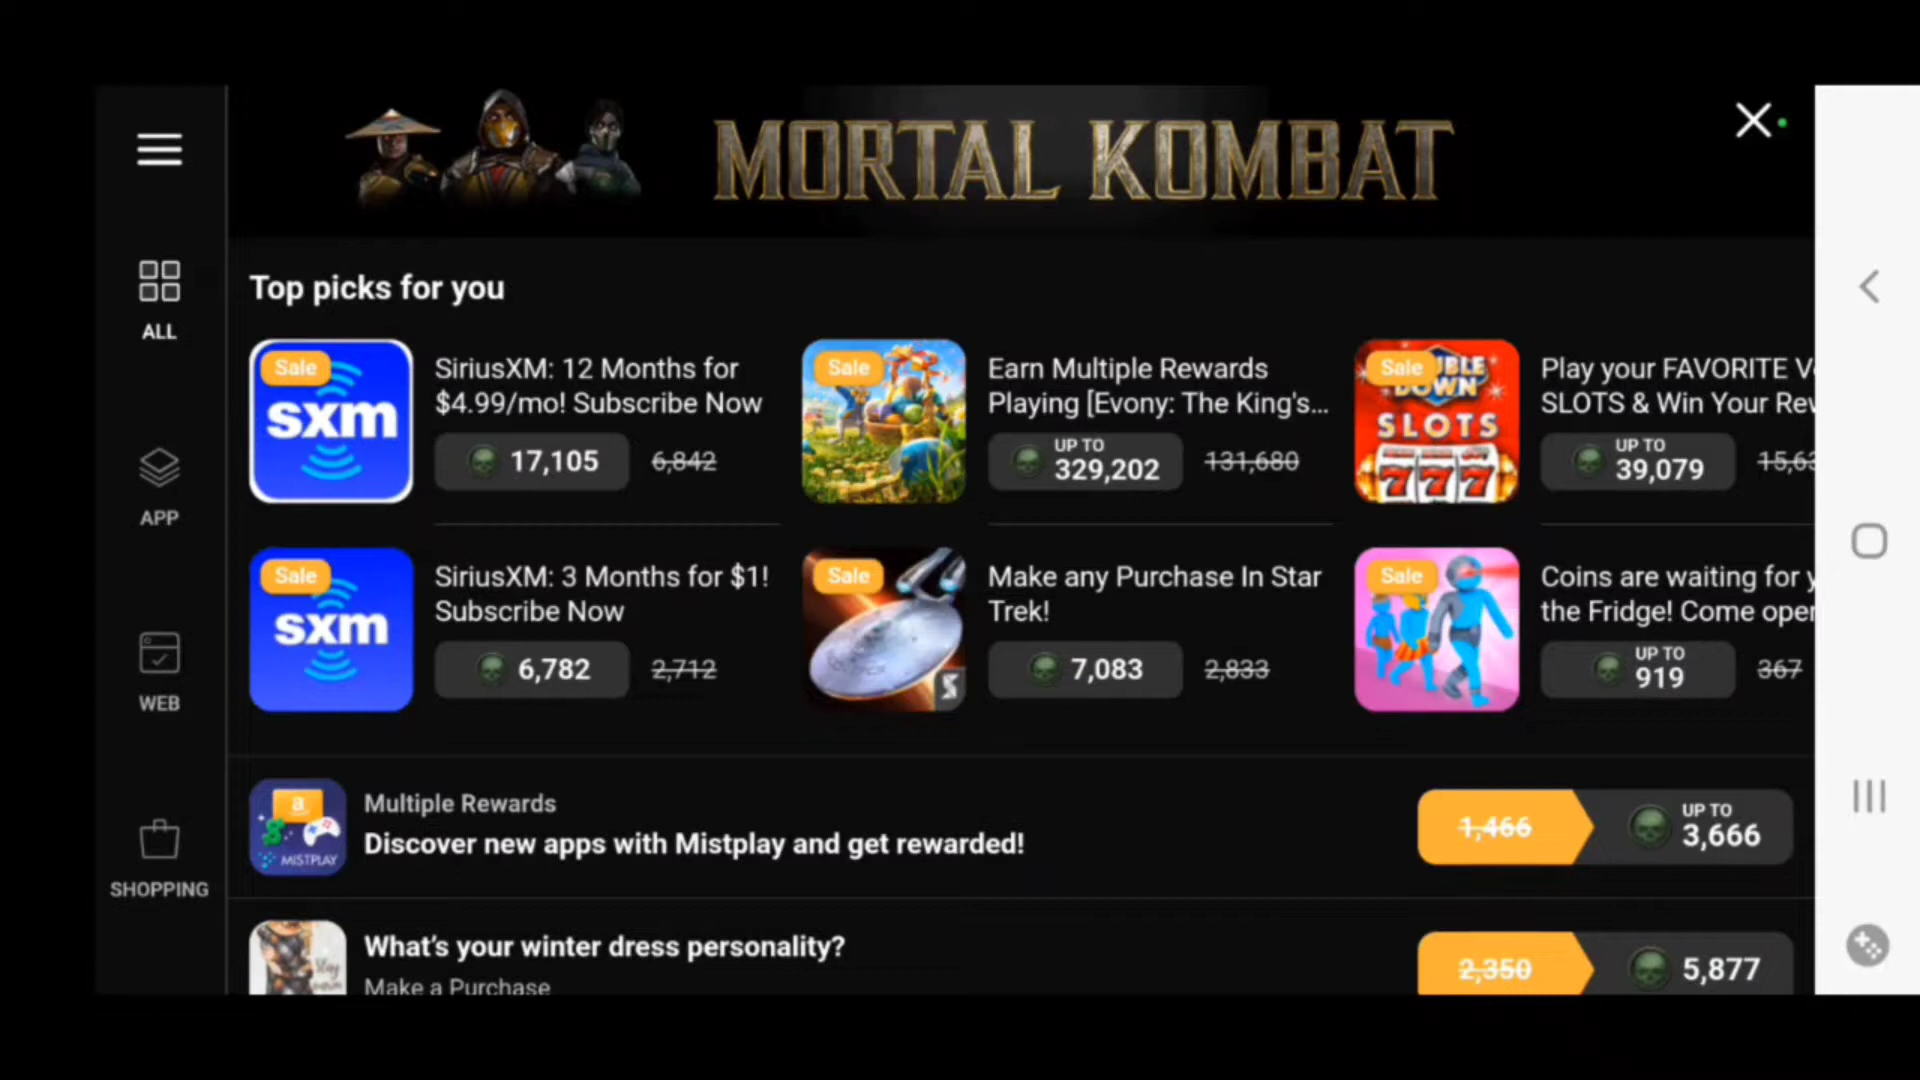 MORTAL KOMBAT
ALL
APP
WEB
SHOPPING
Top picks for you
Sale
sxm
SiriusXM: 12 Months for
$4.99/mo! Subscribe Now
17,105 6,842
Sale
Earn Multiple Rewards
Playing [Evony: The King's...
UP TO
329,202 131,680
Sale
DOWN
SLOTS
777
Play your FAVORITE
SLOTS & Win Your
UP TO
39,079
Sale
sxm
SiriusXM: 3 Months for $1!
Subscribe Now
6,782 2,712
Sale
Make any Purchase In Star
Trek!
7,083 2,833
Sale
Coins are waiting for
the Fridge! Come
UP TO
919 367
a
MISTPLAY
Multiple Rewards
Discover new apps with Mistplay and get rewarded!
1,466
UP TO
3,666
What's your winter dress personality?
Make a Purchase
2,350
5,877